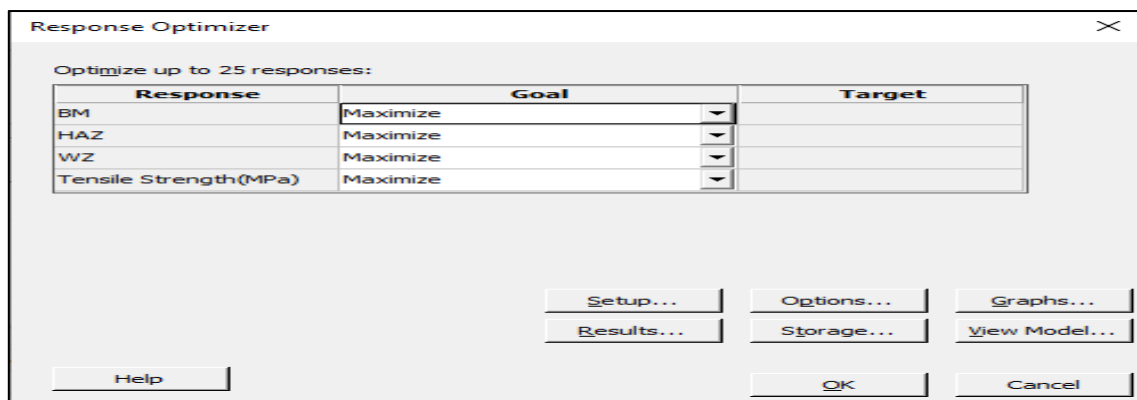 Response Optimizer
Optimize up to 25 responses:
Response Goal Target
BM Maximize
HAZ Maximize
WZ Maximize
Tensile Strength(MPa) Maximize
Setup... Options... Graphs...
Results... Storage... View Model...
Help OK Cancel